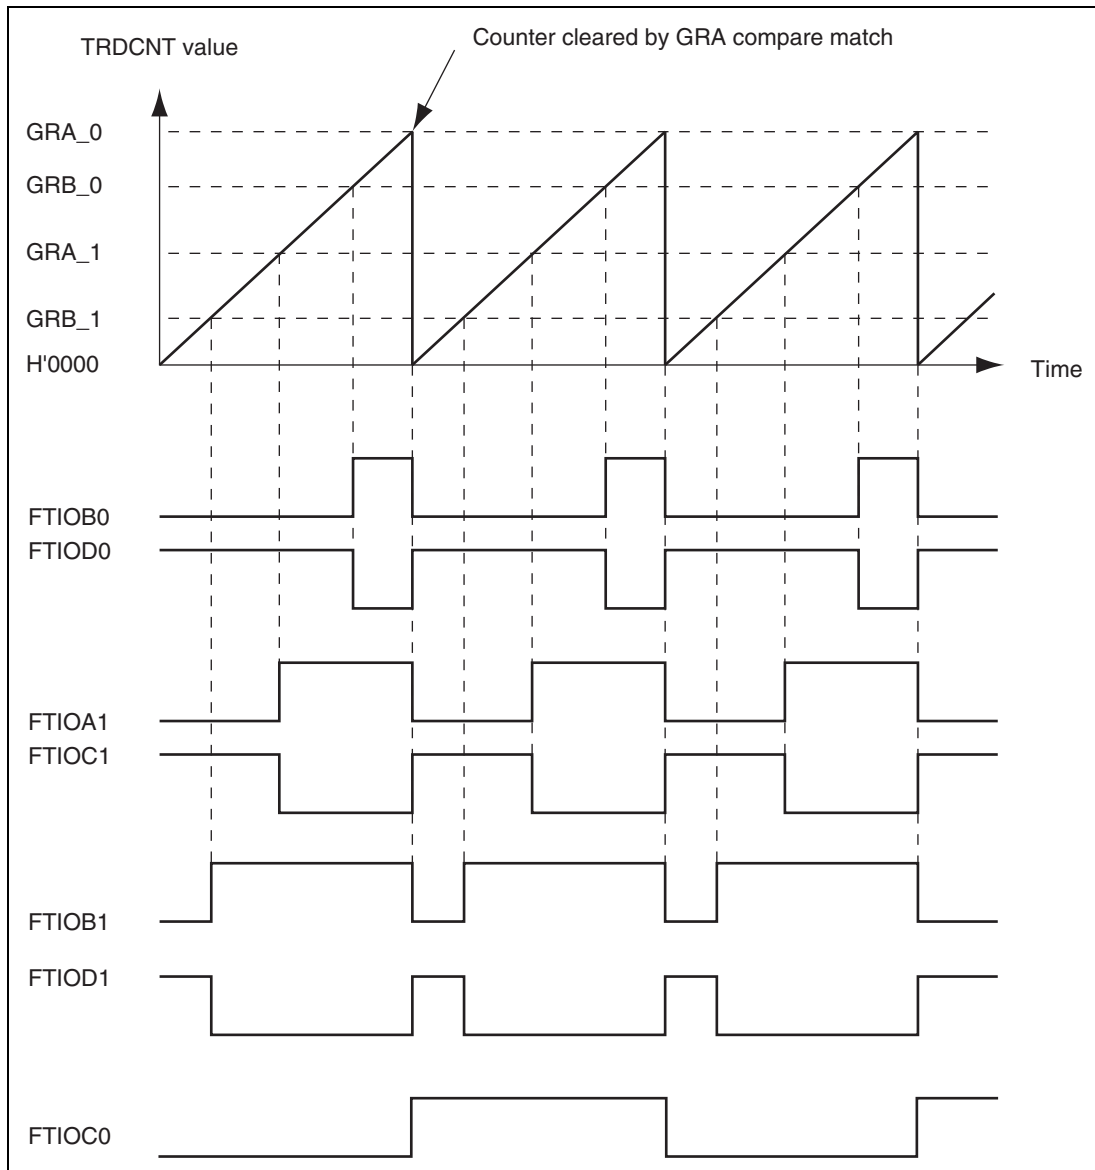 Counter cleared by GRA compare match
TRDCNT value
GRA_0
GRB_0
GRA_1
GRB_1
H'0000
Time
FTIOB0
FTIOD0
FTIOA1
FTIOC1
FTIOB1
FTIOD1
FTIOC0